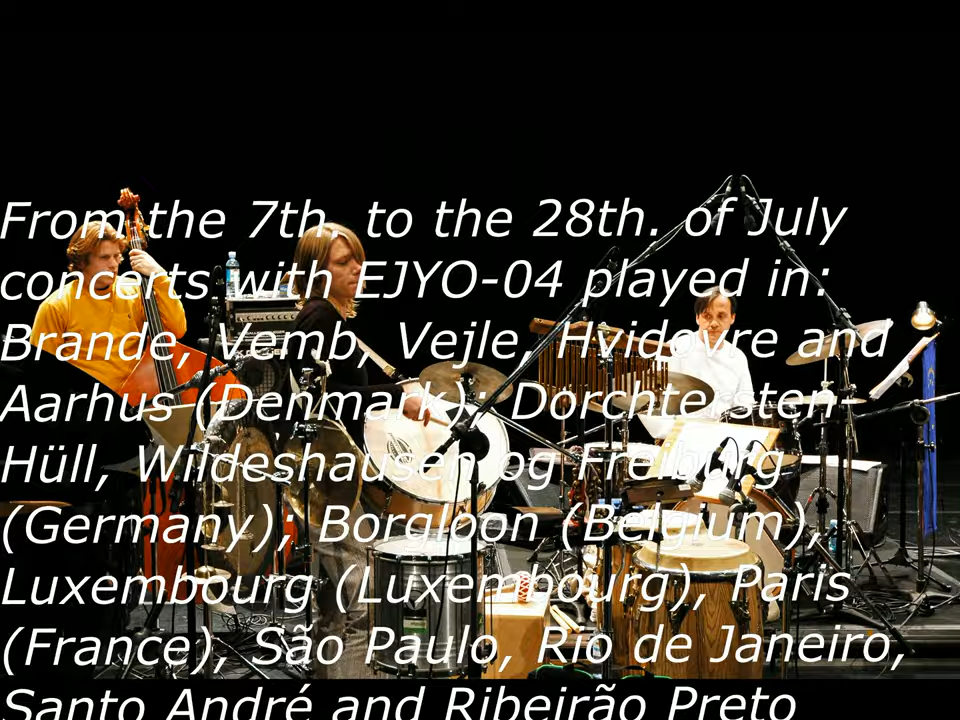 From the 7th. to the 28th. of July
concerts with EJYO-04 played in:
Brande, Vemb, Vejle, Hvidovre and
Aarhus (Denmark); Dorchtersten-
Hüll, Wildeshausen og Freiburg
(Germany); Borgloon (Belgium),
Luxembourg (Luxembourg), Paris
(France), São Paulo, Rio de Janeiro,
Santo André and Ribeirão Preto